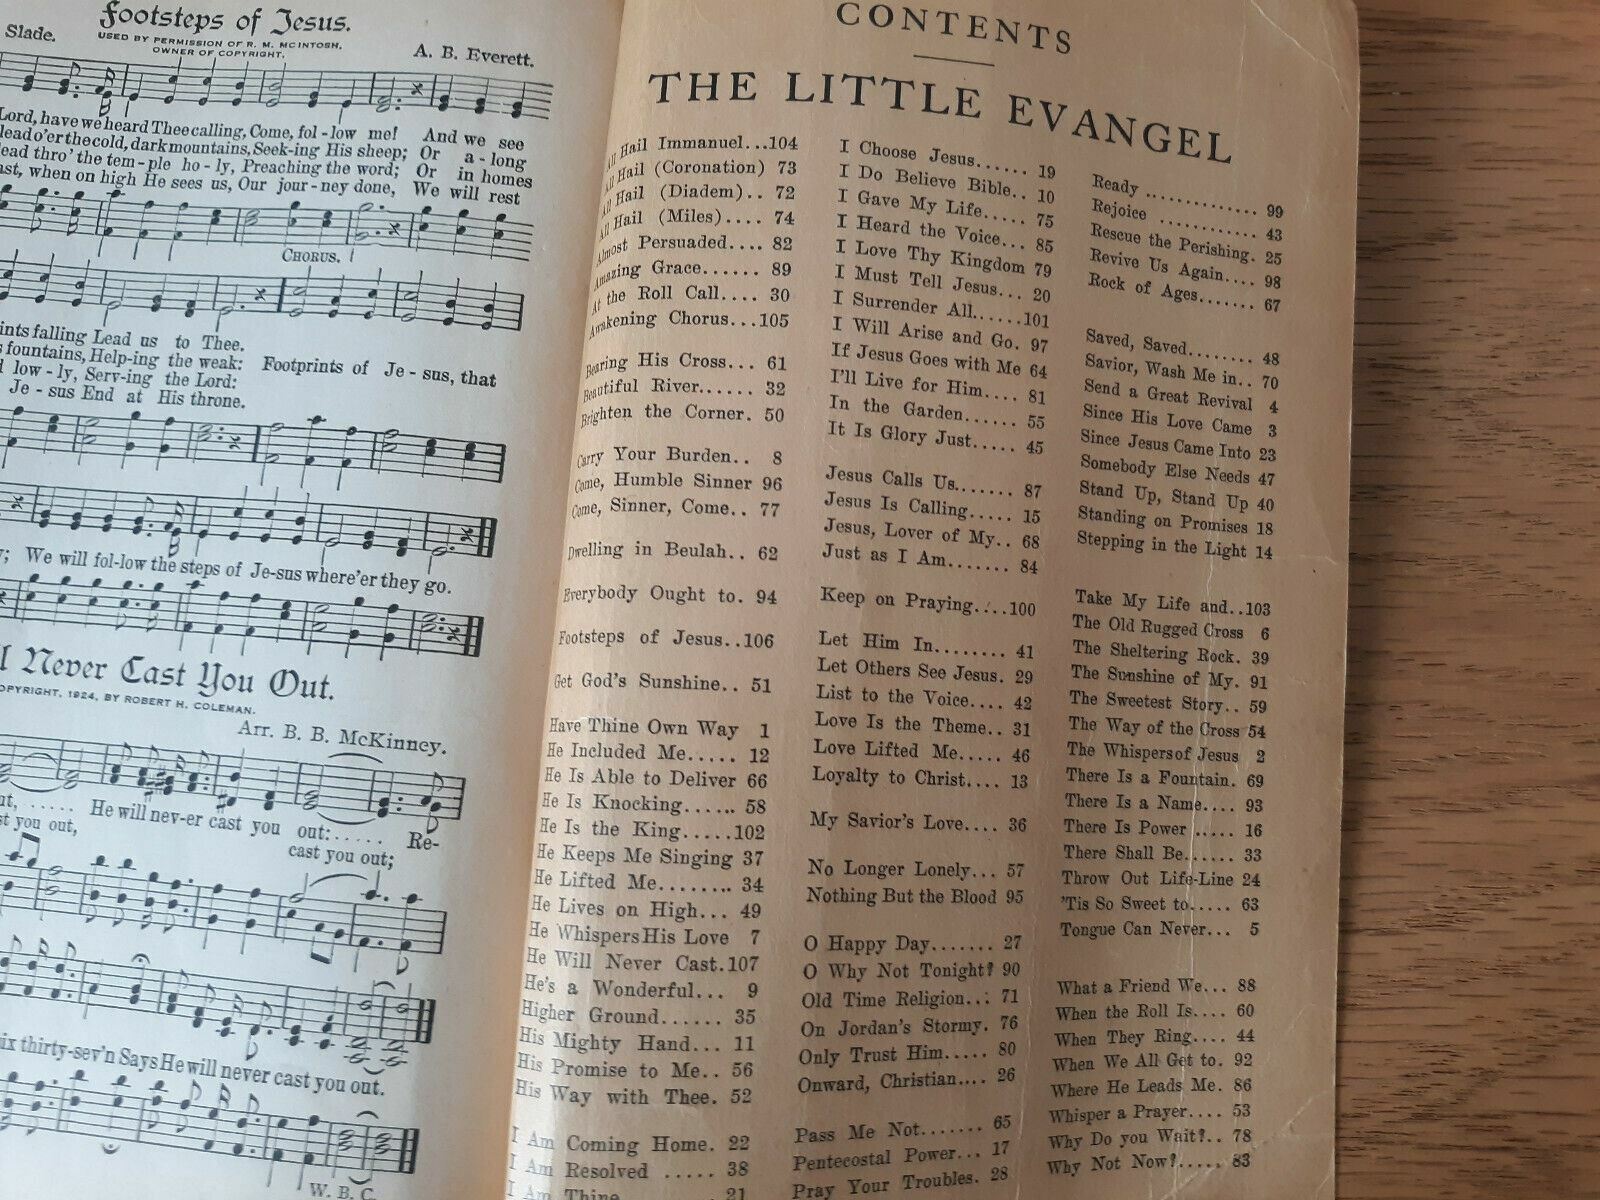 Footsteps of Jesus.
Slade.
USED BY PERMISSION OF R. M. MCINTOSH,
OWNER OF COPYRIGHT.
A. B. Everett.
Lord, have we heard Thee calling, Come, fol-low me! And we see
lead o'er the cold, dark mountains, Seek-ing His sheep; Or a-long
thro' the tem-ple ho-ly, Preaching the word; Or in homes
when on high He sees us, Our jour-ney done, We will rest
CHORUS.
falling Lead us to Thee.
fountains, Help-ing the weak: Footprints of Je-sus, that
low-ly, Serv-ing the Lord:
Je-sus End at His throne.
We will fol-low the steps of Je-sus where'er they go.
Never Cast You Out.
COPYRIGHT, 1924, BY ROBERT H. COLEMAN.
Arr. B. B. McKinney.
He will nev-er cast you out:..... Re-
cast you out;
you out,
thirty-sev'n Says He will never cast you out.
W. B. C.
CONTENTS
THE LITTLE EVANGEL
All Hail Immanuel...104
All Hail (Coronation) 73
All Hail (Diadem).. 72
All Hail (Miles).... 74
Almost Persuaded.... 82
Amazing Grace...... 89
At the Roll Call.... 30
Awakening Chorus...105
Bearing His Cross... 61
Beautiful River...... 32
Brighten the Corner. 50
Carry Your Burden.. 8
Come, Humble Sinner 96
Come, Sinner, Come.. 77
Dwelling in Beulah.. 62
Everybody Ought to. 94
Footsteps of Jesus..106
Get God's Sunshine.. 51
Have Thine Own Way 1
He Included Me..... 12
He Is Able to Deliver 66
He Is Knocking...... 58
He Is the King.....102
He Keeps Me Singing 37
He Lifted Me........ 34
He Lives on High... 49
He Whispers His Love 7
He Will Never Cast.107
He's a Wonderful... 9
Higher Ground...... 35
His Mighty Hand... 11
His Promise to Me.. 56
His Way with Thee. 52
I Am Coming Home. 22
I Am Resolved ..... 38
I Am Thine 21
I Choose Jesus...... 19
I Do Believe Bible.. 10
I Gave My Life..... 75
I Heard the Voice... 85
I Love Thy Kingdom 79
I Must Tell Jesus... 20
I Surrender All......101
I Will Arise and Go. 97
If Jesus Goes with Me 64
I'll Live for Him.... 81
In the Garden...... 55
It Is Glory Just..... 45
Jesus Calls Us....... 87
Jesus Is Calling..... 15
Jesus, Lover of My.. 68
Just as I Am....... 84
Keep on Praying....100
Let Him In........ 41
Let Others See Jesus. 29
List to the Voice.... 42
Love Is the Theme.. 31
Love Lifted Me..... 46
Loyalty to Christ.... 13
My Savior's Love.... 36
No Longer Lonely... 57
Nothing But the Blood 95
O Happy Day....... 27
O Why Not Tonight? 90
Old Time Religion... 71
On Jordan's Stormy. 76
Only Trust Him..... 80
Onward, Christian.... 26
Pass Me Not....... 65
Pentecostal Power... 17
Pray Your Troubles. 28
Ready ............. 99
Rejoice ............ 43
Rescue the Perishing. 25
Revive Us Again.... 98
Rock of Ages....... 67
Saved, Saved........ 48
Savior, Wash Me in.. 70
Send a Great Revival 4
Since His Love Came 3
Since Jesus Came Into 23
Somebody Else Needs 47
Stand Up, Stand Up 40
Standing on Promises 18
Stepping in the Light 14
Take My Life and..103
The Old Rugged Cross 6
The Sheltering Rock. 39
The Sunshine of My. 91
The Sweetest Story.. 59
The Way of the Cross 54
The Whispers of Jesus 2
There Is a Fountain. 69
There Is a Name.... 93
There Is Power ..... 16
There Shall Be...... 33
Throw Out Life-Line 24
'Tis So Sweet to..... 63
Tongue Can Never... 5
What a Friend We... 88
When the Roll Is.... 60
When They Ring.... 44
When We All Get to. 92
Where He Leads Me. 86
Whisper a Prayer.... 53
Why Do you Wait?.. 78
Why Not Now?..... 83